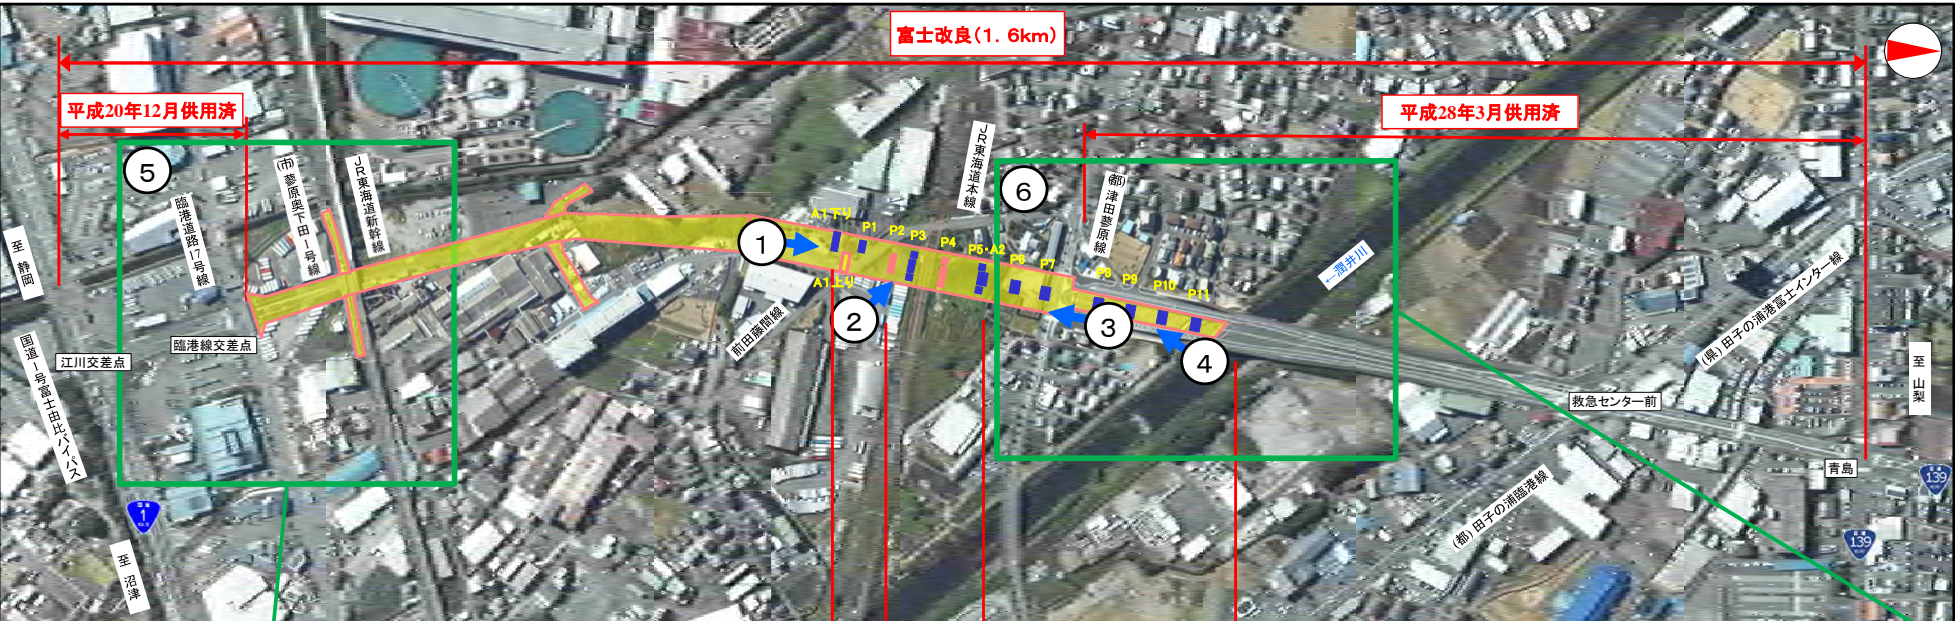 富士改良(1.6km)
平成20年12月供用済
平成28年3月供用済
⑤
臨港道路17号線
(市)蓼原奥下田1号線
JR東海道新幹線
JR東海道本線
⑥
(都)津田蓼原線
←潤井川
(県)田子の浦港富士インター線
至 静岡
国道1号富士由比バイパス
江川交差点
臨港線交差点
①
②
③
④
A1下り
P1
P2
P3
P4
P5・A2
P6
P7
P8
P9
P10
P11
A1上り
前田藤間線
救急センター前
至 山梨
青島
(都)田子の浦臨港線
1
至 沼津
139
139